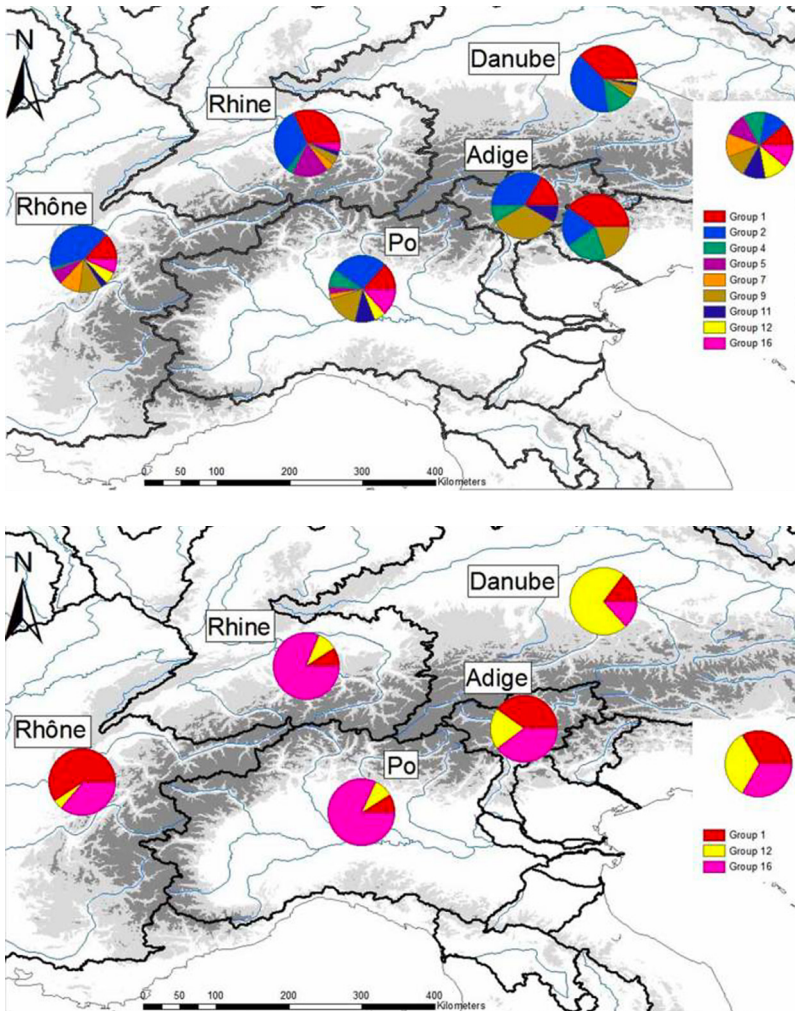 N
Danube
Rhine
Adige
Rhône
Po
Group 1
Group 2
Group 4
Group 5
Group 7
Group 9
Group 11
Group 12
Group 16
0 50 100 200 300 400
Kilometers
N
Danube
Rhine
Adige
Rhône
Po
Group 1
Group 12
Group 16
0 50 100 200 300 400
Kilometers